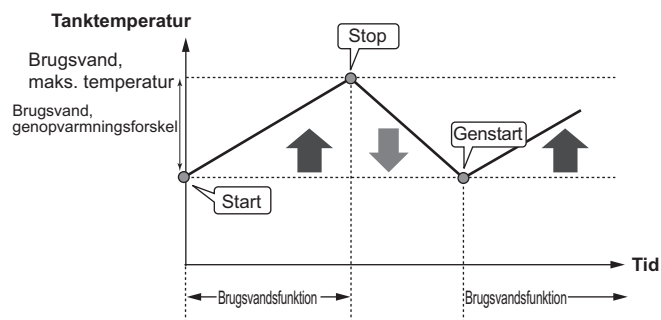 Tanktemperatur
Stop
Brugsvand,
maks. temperatur
Brugsvand,
genopvarmningsforskel
Genstart
Start
Tid
Brugsvandsfunktion
Brugsvandsfunktion